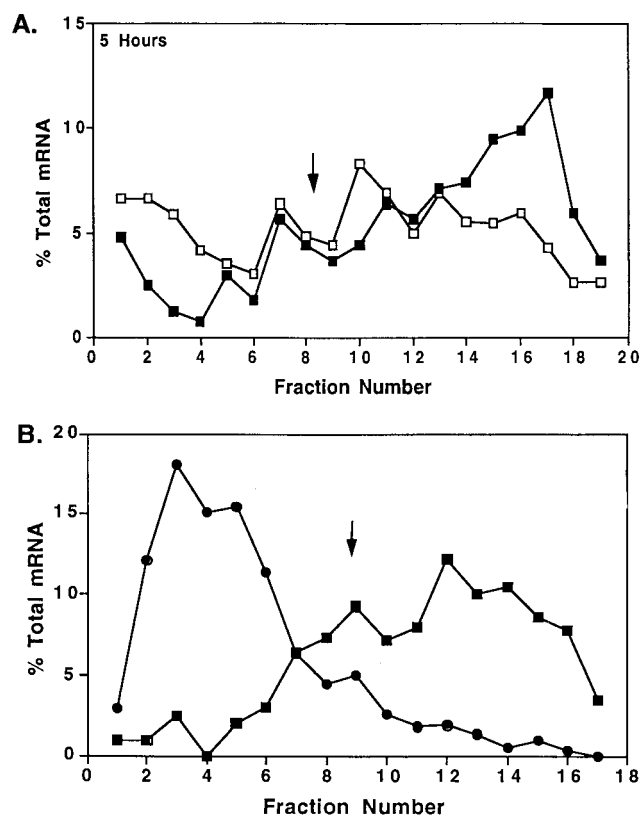 A.
15
5 Hours
10
5
0
% Total mRNA
0 2 4 6 8 10 12 14 16 18 20
Fraction Number
B.
20
15
10
5
0
% Total mRNA
0 2 4 6 8 10 12 14 16 18
Fraction Number